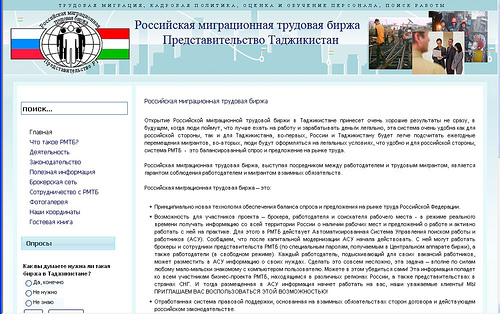 ТРУДОВАЯ МИГРАЦИЯ, КАДРОВАЯ ПОЛИТИКА, ОЦЕНКА И ОБУЧЕНИЕ ПЕРСОНАЛА, ПОИСК РАБОТЫ
Российская миграционная трудовая биржа
Представительство Таджикистан
поиск...
Главная
Что такое РМТБ?
Деятельность
Законодательство
Полезная информация
Брокерская сеть
Сотрудничество с РМТБ
Фотогалерея
Наши координаты
Гостевая книга
Опросы
Как вы думаете нужна ли такая
биржа в Таджикистане?
Да, конечно
Не нужно
Не знаю
Российская миграционная трудовая биржа
Открытие Российской миграционной трудовой биржи в Таджикистане принесет очень хорошие результаты не сразу, в
будущем, когда люди поймут, что лучше ехать на работу и зарабатывать деньги легально, эта система очень удобна как для
российской стороны, так и для Таджикистана, во-первых, России и Таджикистану будет легче подсчитать ежегодные
перемещения мигрантов, во-вторых, люди будут оформляться на легальных условиях, что удобно и для российской стороны,
система РМТБ - это балансированный спрос и предложение на рынке труда.
Российская миграционная трудовая биржа, выступая посредником между работодателем и трудовым мигрантом, является
гарантом соблюдения работодателем и мигрантом взаимных обязательств.
Российская миграционная трудовая биржа – это:
Принципиально новая технология обеспечения баланса спроса и предложения на рынке труда Российской Федерации.
Возможность для участников проекта – брокера, работодателя и соискателя рабочего места - в режиме реального
времени получать информацию со всей территории России о наличии рабочих мест и предложений о работе и активно
работать с ней на практике. Для этого в РМТБ действует Автоматизированная Система Управления поиском работы и
работников (АСУ). Сообщаем, что после капитальной модернизации АСУ начала действовать. С ней могут работать
брокеры и сотрудники представительств РМТБ (по специальным паролям, получаемым в Центральном аппарате биржи), а
также работодатели (в свободном режиме). Каждый работодатель, подыскивающий для своих вакансий работников,
может разместить в АСУ информацию о своих нуждах. Сделать это совсем несложно, эта задача – вполне по силам
любому мало-мальски знакомому с компьютером пользователю. Можете в этом убедиться сами! Эта информация попадет
ко всем участникам бизнес-проекта РМТБ, находящимся в различных регионах России, а также представительствах в
странах СНГ. И тогда размещенная в АСУ информация начнет работать на вас, наши уважаемые клиенты! МЫ
ПРИГЛАШАЕМ ВАС ВОСПОЛЬЗОВАТЬСЯ ЭТОЙ ВОЗМОЖНОСТЬЮ!
Отработанная система правовой поддержки, основанная на взаимных обязательствах сторон договора и действующем
российском законодательстве.